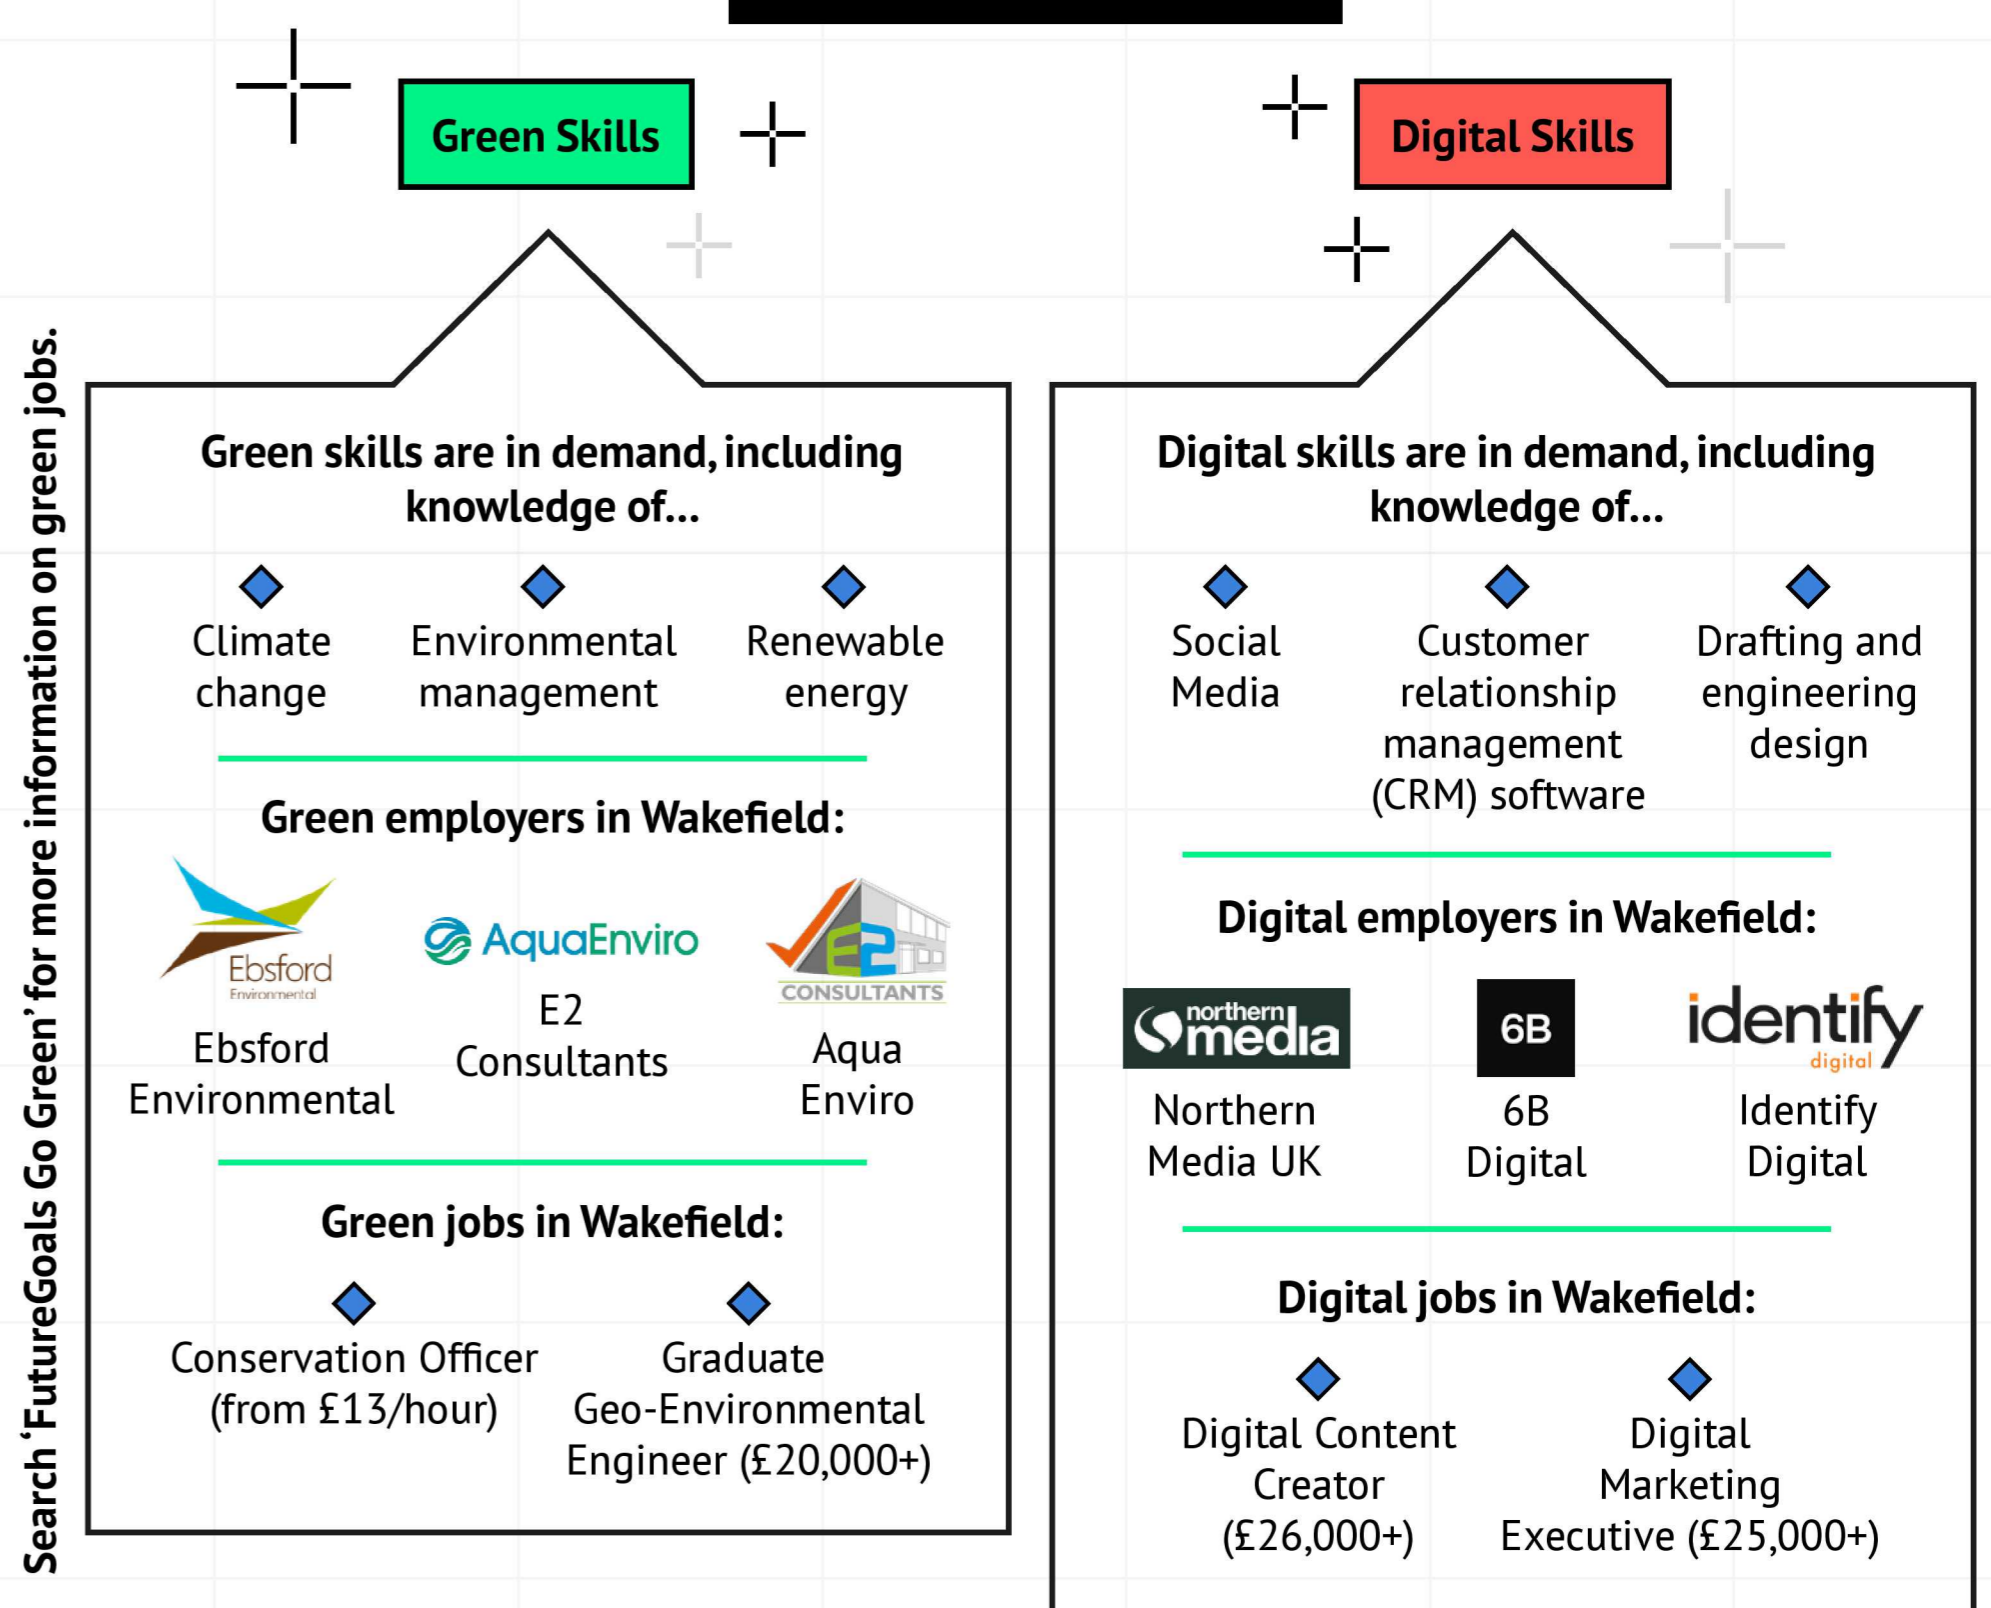 Green Skills
Digital Skills
Search ‘FutureGoals Go Green’ for more information on green jobs.
Green skills are in demand, including
knowledge of...
Climate
change
Environmental
management
Renewable
energy
Green employers in Wakefield:
Ebsford
Environmental
AquaEnviro
E2
CONSULTANTS
Ebsford
Environmental
E2
Consultants
Aqua
Enviro
Green jobs in Wakefield:
Conservation Officer
(from £13/hour)
Graduate
Geo-Environmental
Engineer (£20,000+)
Digital skills are in demand, including
knowledge of...
Social
Media
Customer
relationship
management
(CRM) software
Drafting and
engineering
design
Digital employers in Wakefield:
northern
media
6B
identify
digital
Northern
Media UK
6B
Digital
Identify
Digital
Digital jobs in Wakefield:
Digital Content
Creator
(£26,000+)
Digital
Marketing
Executive (£25,000+)